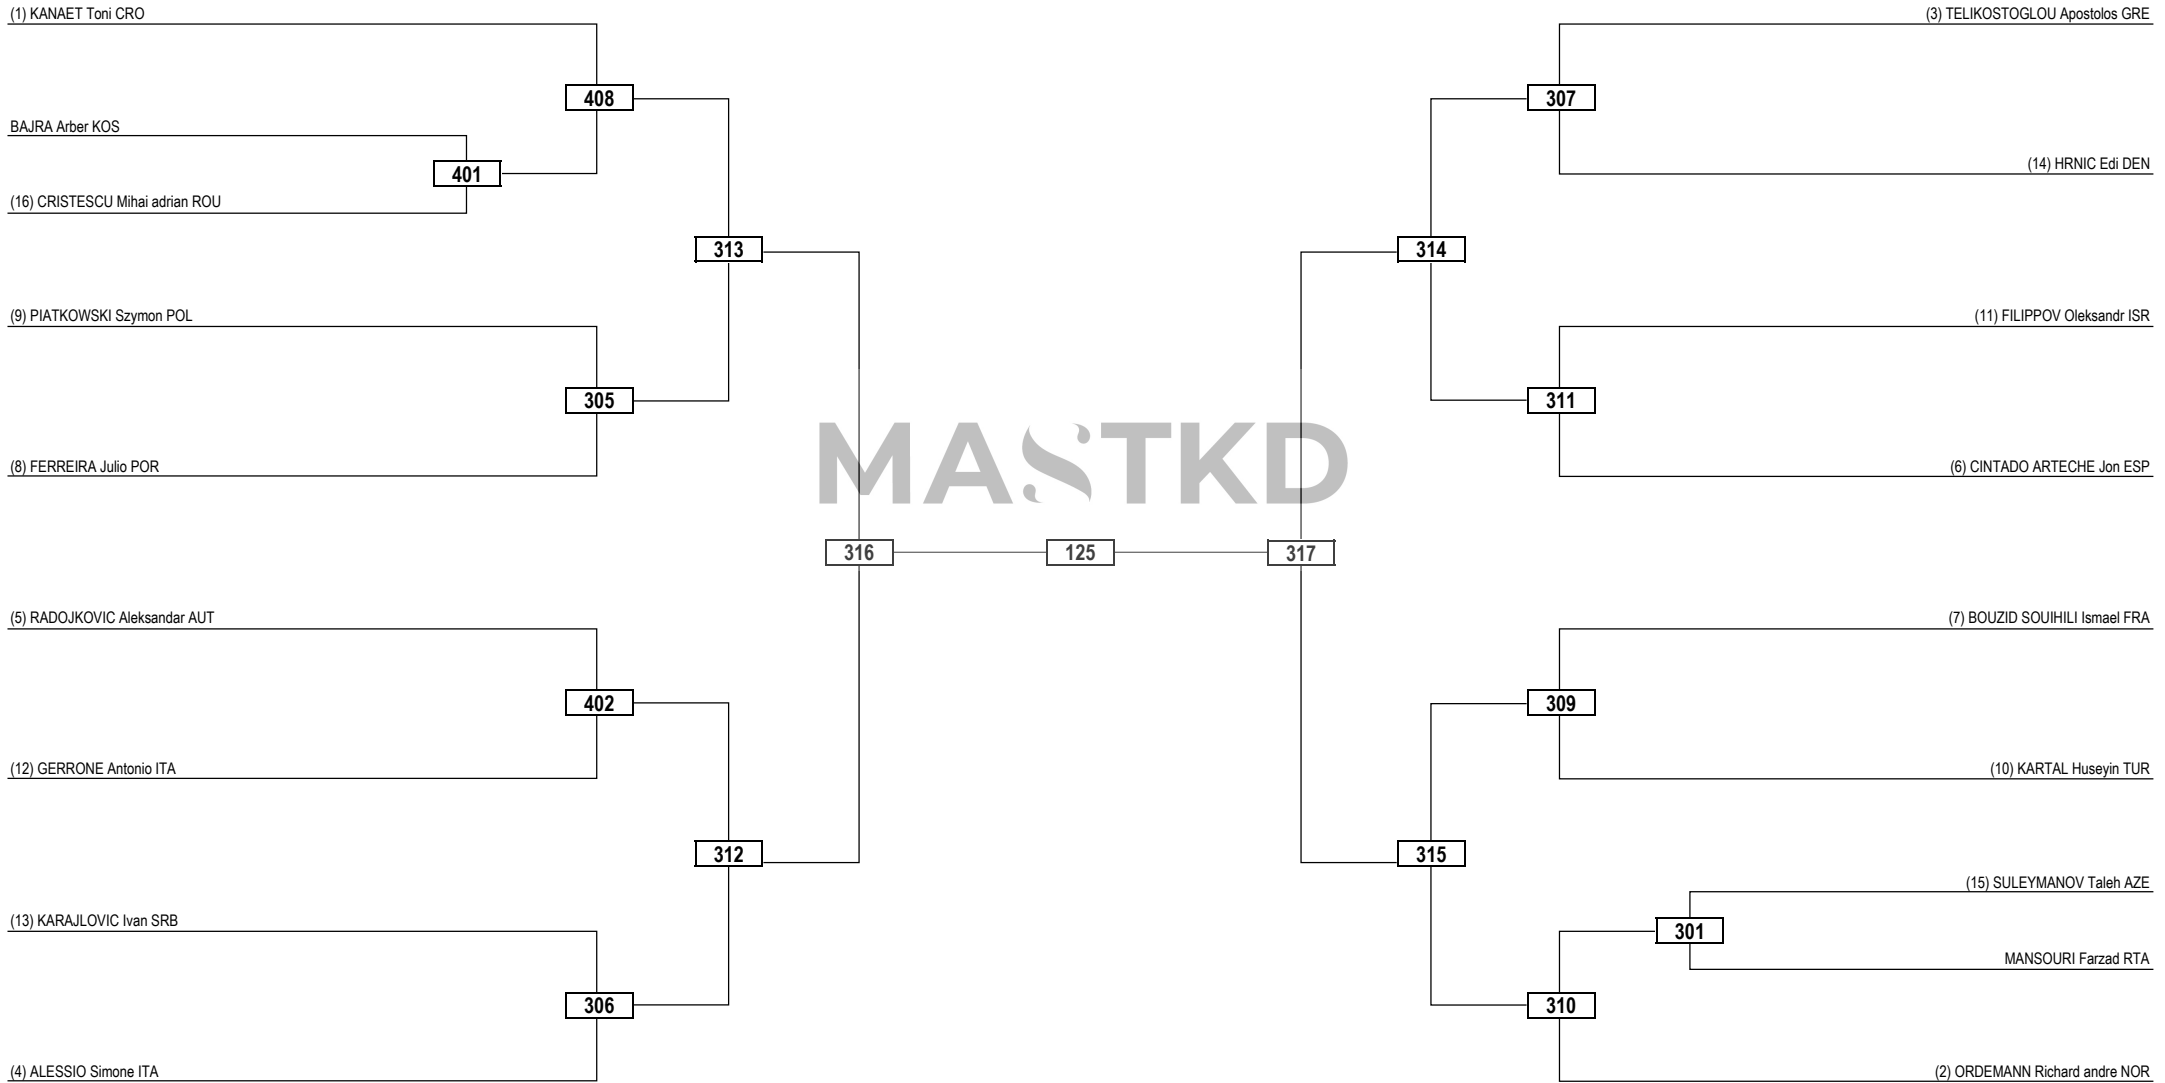 (1) KANAET Toni CRO
(3) TELIKOSTOGLOU Apostolos GRE
408
307
BAJRA Arber KOS
401
(14) HRNIC Edi DEN
(16) CRISTESCU Mihai adrian ROU
313
314
(9) PIATKOWSKI Szymon POL
(11) FILIPPOV Oleksandr ISR
305
311
MASTKD
(8) FERREIRA Julio POR
(6) CINTADO ARTECHE Jon ESP
316
125
317
(5) RADOJKOVIC Aleksandar AUT
(7) BOUZID SOUIHILI Ismael FRA
402
309
(12) GERRONE Antonio ITA
(10) KARTAL Huseyin TUR
312
315
(15) SULEYMANOV Taleh AZE
(13) KARAJLOVIC Ivan SRB
301
MANSOURI Farzad RTA
306
310
(4) ALESSIO Simone ITA
(2) ORDEMANN Richard andre NOR